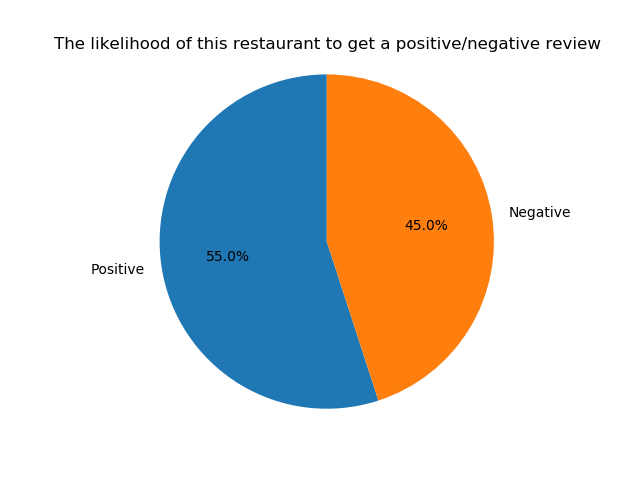 The likelihood of this restaurant to get a positive/negative review
Negative
45.0%
55.0%
Positive